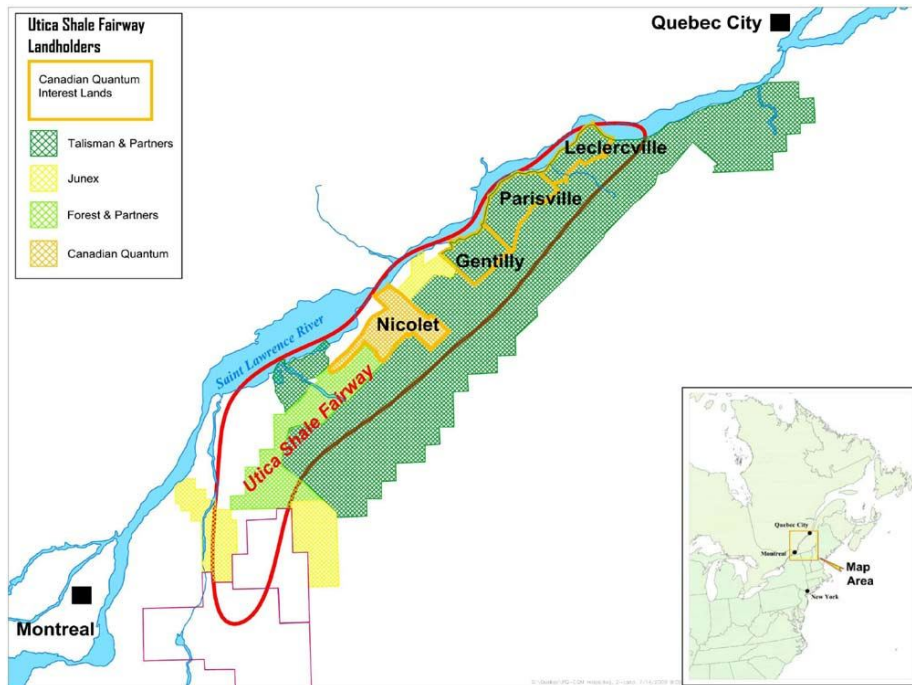 Utica Shale Fairway
Landholders
Canadian Quantum
Interest Lands
Talisman & Partners
Junex
Forest & Partners
Canadian Quantum
Quebec City
Leclercville
Parisville
Gentilly
Nicolet
Saint Lawrence River
Utica Shale Fairway
Montreal
Quebec City
Montreal
Map
Area
New York